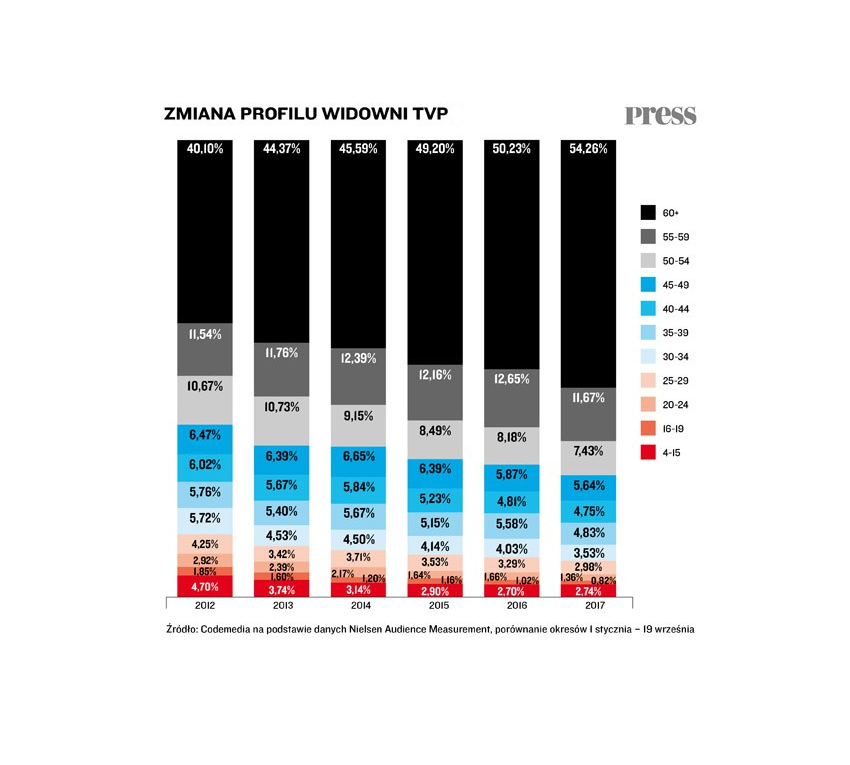 ZMIANA PROFILU WIDOWNI TVP
press
40,10% 44,37% 45,59% 49,20% 50,23% 54,26%
60+
55-59
50-54
45-49
40-44
35-39
30-34
25-29
20-24
16-19
4-15
11,54% 11,76% 12,39% 12,16% 12,65% 11,67%
10,67% 10,73% 9,15% 8,49% 8,18% 7,43%
6,47% 6,39% 6,65% 6,39% 5,87% 5,64%
6,02% 5,67% 5,84% 5,23% 4,81% 4,75%
5,76% 5,40% 5,67% 5,15% 5,58% 4,83%
5,72% 4,53% 4,50% 4,14% 4,03% 3,53%
4,25% 3,42% 3,71% 3,53% 3,29% 2,98%
2,92% 2,39% 2,17% 1,64% 1,66% 1,36%
1,85% 1,60% 1,20% 1,16% 1,02% 0,82%
4,70% 3,74% 3,14% 2,90% 2,70% 2,74%
2012 2013 2014 2015 2016 2017
Źródło: Codemedia na podstawie danych Nielsen Audience Measurement, porównanie okresów 1 stycznia – 19 września